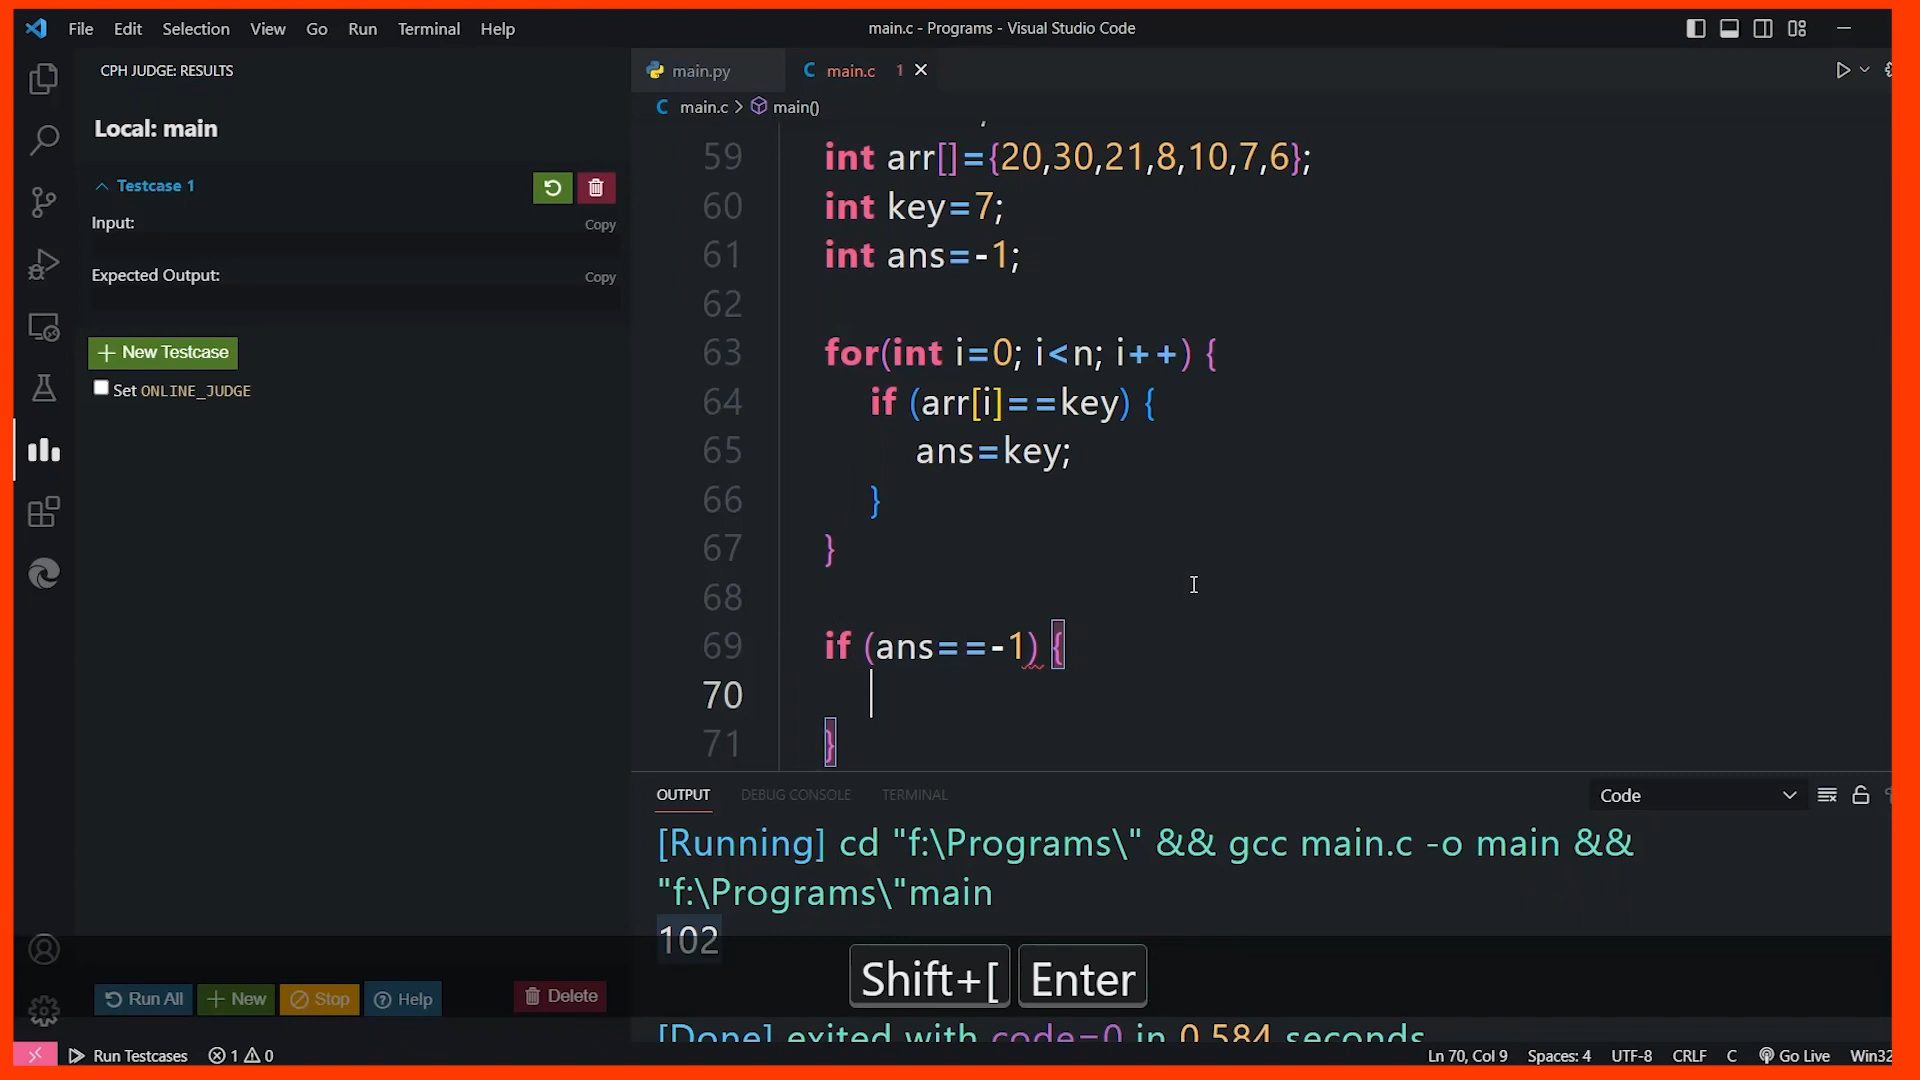 File Edit Selection View Go Run Terminal Help
main.c - Programs - Visual Studio Code
CPH JUDGE: RESULTS
Local: main
Testcase 1
Input:
Copy
Expected Output:
Copy
+ New Testcase
Set ONLINE_JUDGE
Run All
+ New
Stop
Help
Delete
main.py
C main.c 1
C main.c > main()
59 int arr[]={20,30,21,8,10,7,6};
60 int key=7;
61 int ans=-1;
62
63 for(int i=0; i<n; i++) {
64 if (arr[i]==key) {
65 ans=key;
66 }
67 }
68
69 if (ans==-1) {
70
71 }
OUTPUT DEBUG CONSOLE TERMINAL
Code
[Running] cd "f:\Programs\" && gcc main.c -o main &&
"f:\Programs\"main
102
Shift+[ Enter
[Done] exited with code=0 in 0.584 seconds
Run Testcases 1 0
Ln 70, Col 9 Spaces: 4 UTF-8 CRLF C Go Live Win32